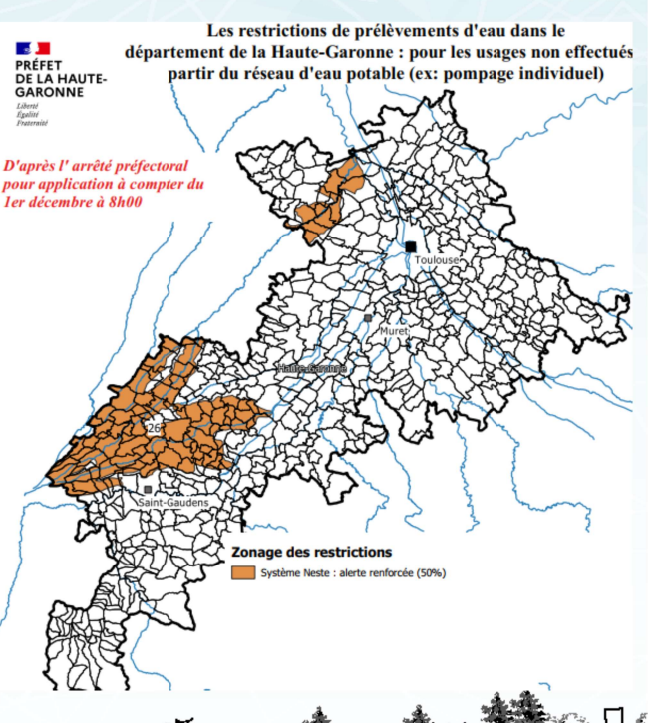 Les restrictions de prélèvements d'eau dans le
département de la Haute-Garonne : pour les usages non effectués
partir du réseau d'eau potable (ex: pompage individuel)
PRÉFET
DE LA HAUTE-
GARONNE
Liberté
Égalité
Fraternité
D'après l' arrêté préfectoral
pour application à compter du
1er décembre à 8h00
Toulouse
Muret
Haute-Garonne
26
Saint-Gaudens
Zonage des restrictions
Système Neste : alerte renforcée (50%)